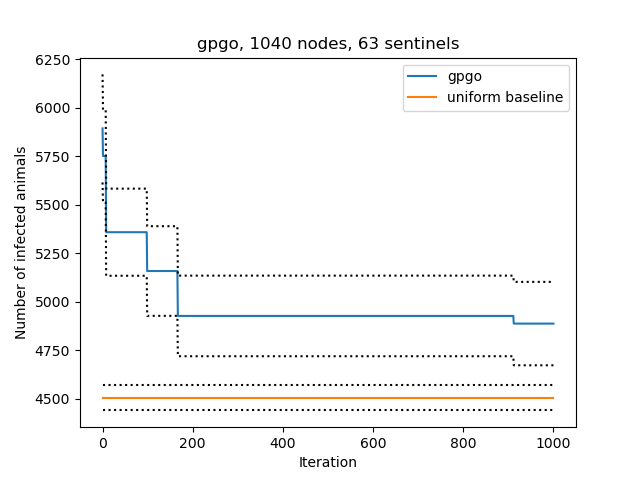 gpgo, 1040 nodes, 63 sentinels
gpgo
uniform baseline
Number of infected animals
6250
6000
5750
5500
5250
5000
4750
4500
0 200 400 600 800 1000
Iteration